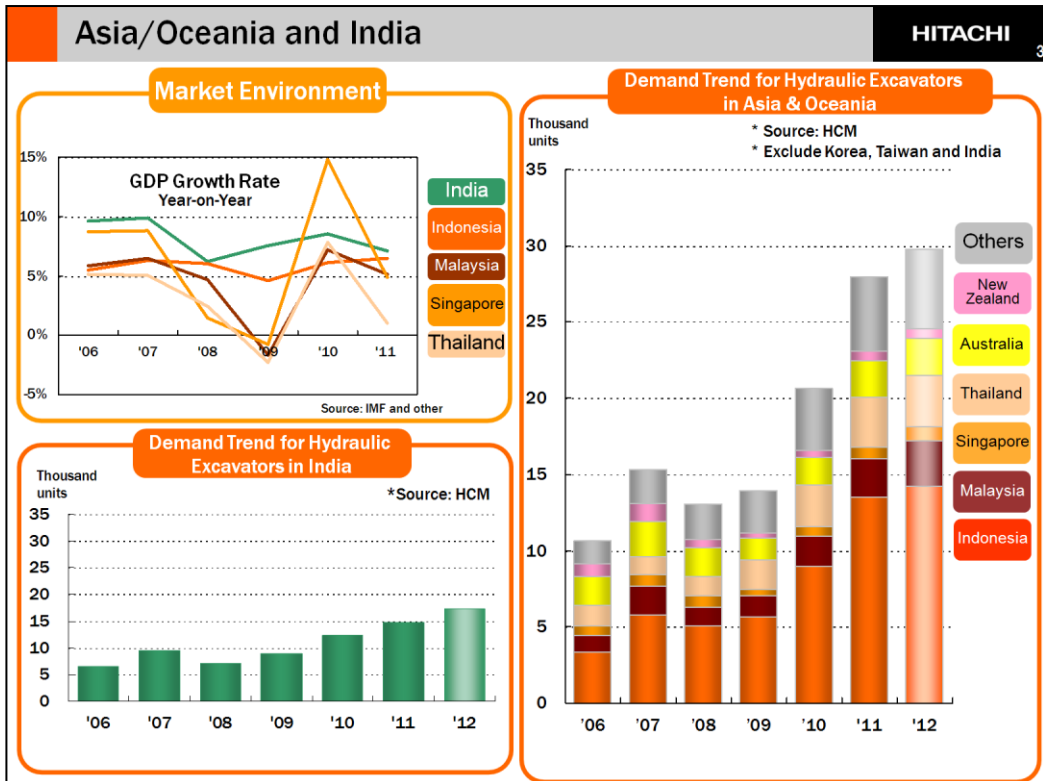 Asia/Oceania and India
HITACHI
3
Market Environment
15%
10%
5%
0%
-5%
GDP Growth Rate
Year-on-Year
'06
'07
'08
'09
'10
'11
India
Indonesia
Malaysia
Singapore
Thailand
Source: IMF and other
Demand Trend for Hydraulic
Excavators in India
Thousand
units
*Source: HCM
35
30
25
20
15
10
5
0
'06
'07
'08
'09
'10
'11
'12
Demand Trend for Hydraulic Excavators
in Asia & Oceania
Thousand
units
* Source: HCM
* Exclude Korea, Taiwan and India
35
30
25
20
15
10
5
0
'06
'07
'08
'09
'10
'11
'12
Others
New
Zealand
Australia
Thailand
Singapore
Malaysia
Indonesia